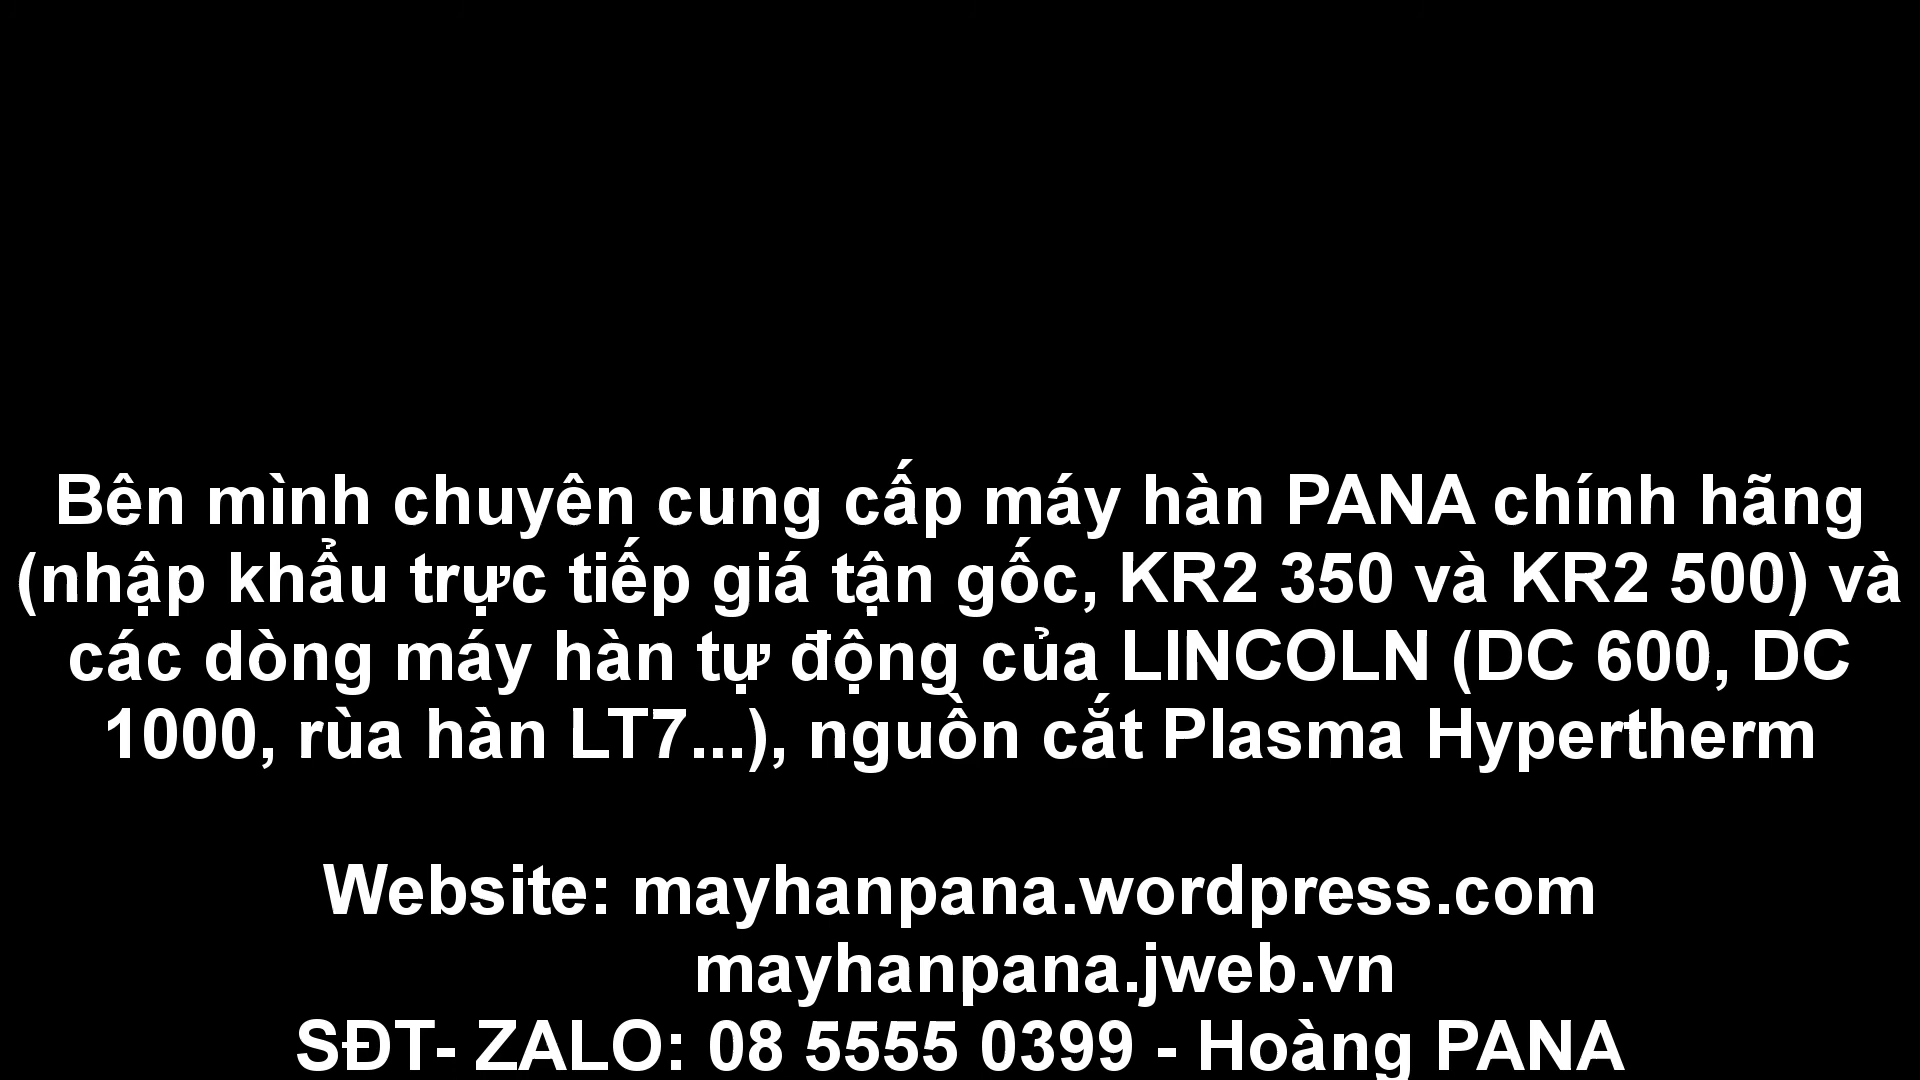 Bên mình chuyên cung cấp máy hàn PANA chính hãng
(nhập khẩu trực tiếp giá tận gốc, KR2 350 và KR2 500) và
các dòng máy hàn tự động của LINCOLN (DC 600, DC
1000, rùa hàn LT7...), nguồn cắt Plasma Hypertherm
Website: mayhanpana.wordpress.com
mayhanpana.jweb.vn
SĐT- ZALO: 08 5555 0399 - Hoàng PANA